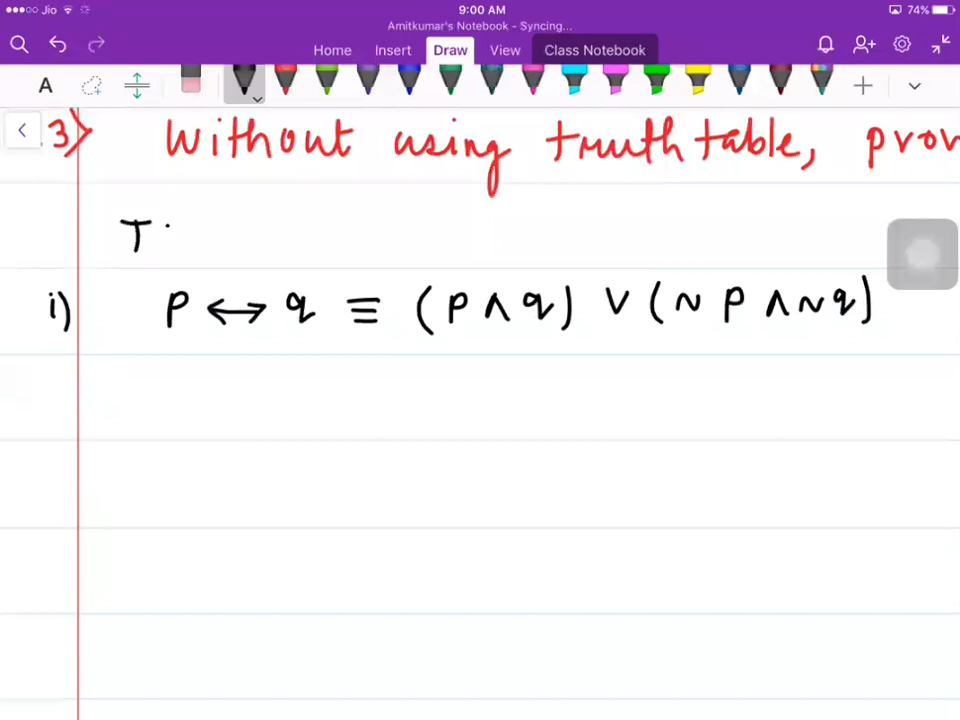 Jio 9:00 AM 74%
Amitkumar's Notebook - Syncing...
Home Insert Draw View Class Notebook
A
3) Without using truth table, prov
T
i) P ↔ q ≡ (P ∧ q) ∨ (~ P ∧ ~ q)